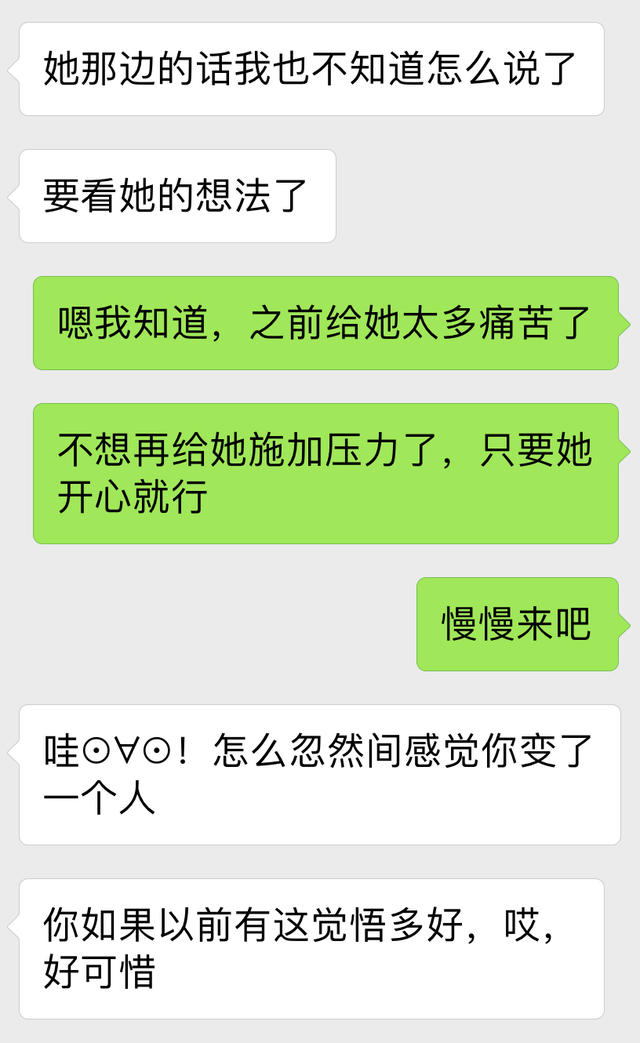 她那边的话我也不知道怎么说了
要看她的想法了
嗯我知道，之前给她太多痛苦了
不想再给她施加压力了，只要她
开心就行
慢慢来吧
哇⊙∀⊙！怎么忽然间感觉你变了
一个人
你如果以前有这觉悟多好，哎，
好可惜